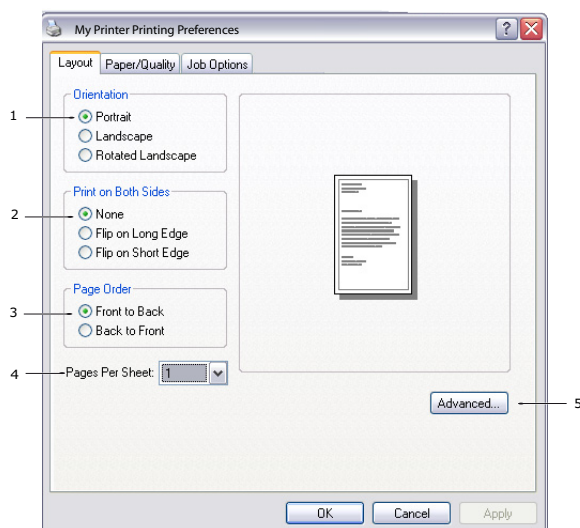 My Printer Printing Preferences
?
Layout Paper/Quality Job Options
Orientation
1 Portrait
Landscape
Rotated Landscape
Print on Both Sides
2 None
Flip on Long Edge
Flip on Short Edge
Page Order
3 Front to Back
Back to Front
4 Pages Per Sheet: 1
Advanced... 5
OK Cancel Apply